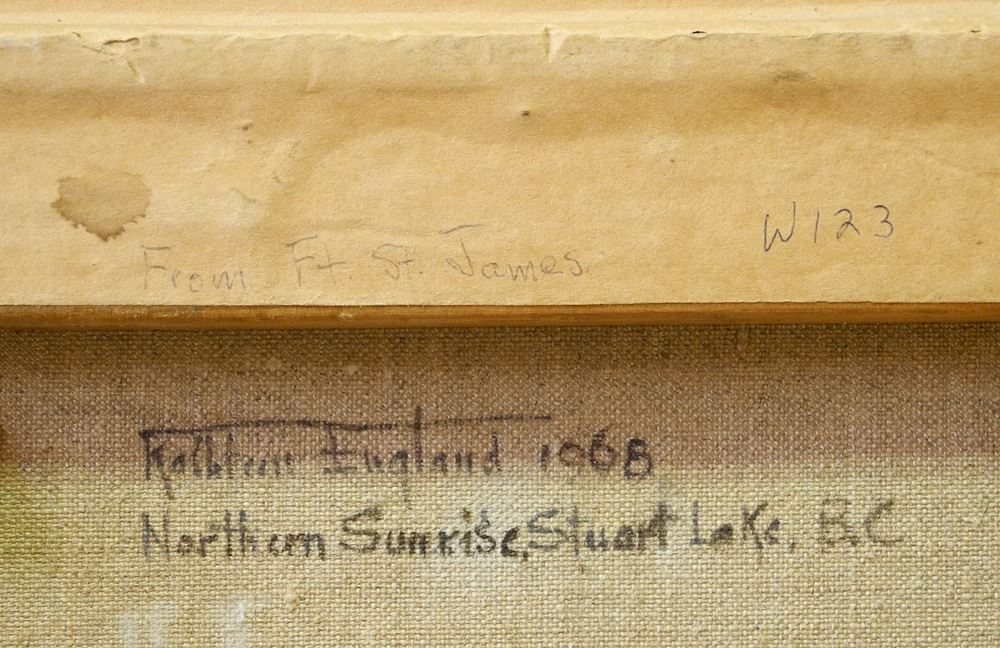 W123
From Ft. St. James.
Kathleen England 1968
Northern Sunrise, Stuart Lake, B.C